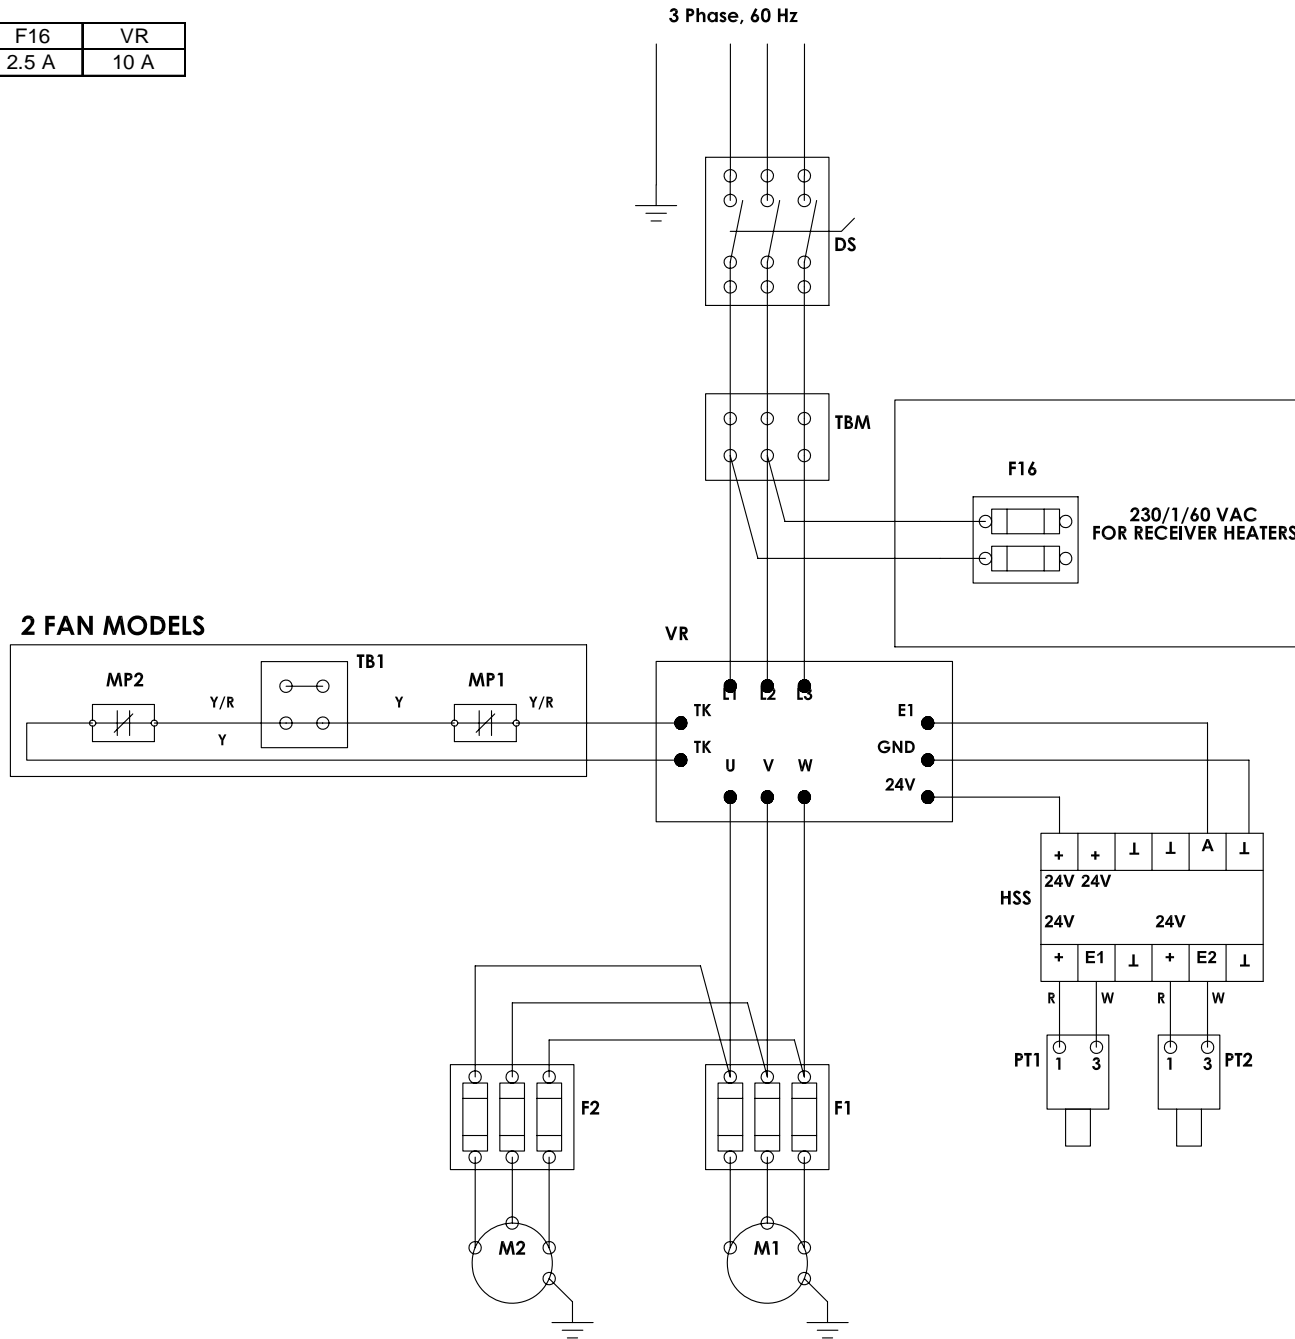 3 Phase, 60 Hz
F16 VR
2.5 A 10 A
DS
TBM
F16
230/1/60 VAC
FOR RECEIVER HEATERS
2 FAN MODELS
VR
TB1
MP2 MP1
Y/R Y Y/R
Y
L1 L2 L3
TK E1
TK GND
U V W
24V
+ + ⊥ ⊥ A ⊥
24V 24V
HSS
24V 24V
+ E1 ⊥ + E2 ⊥
R W R W
PT1 1 3 1 3 PT2
F2 F1
M2 M1